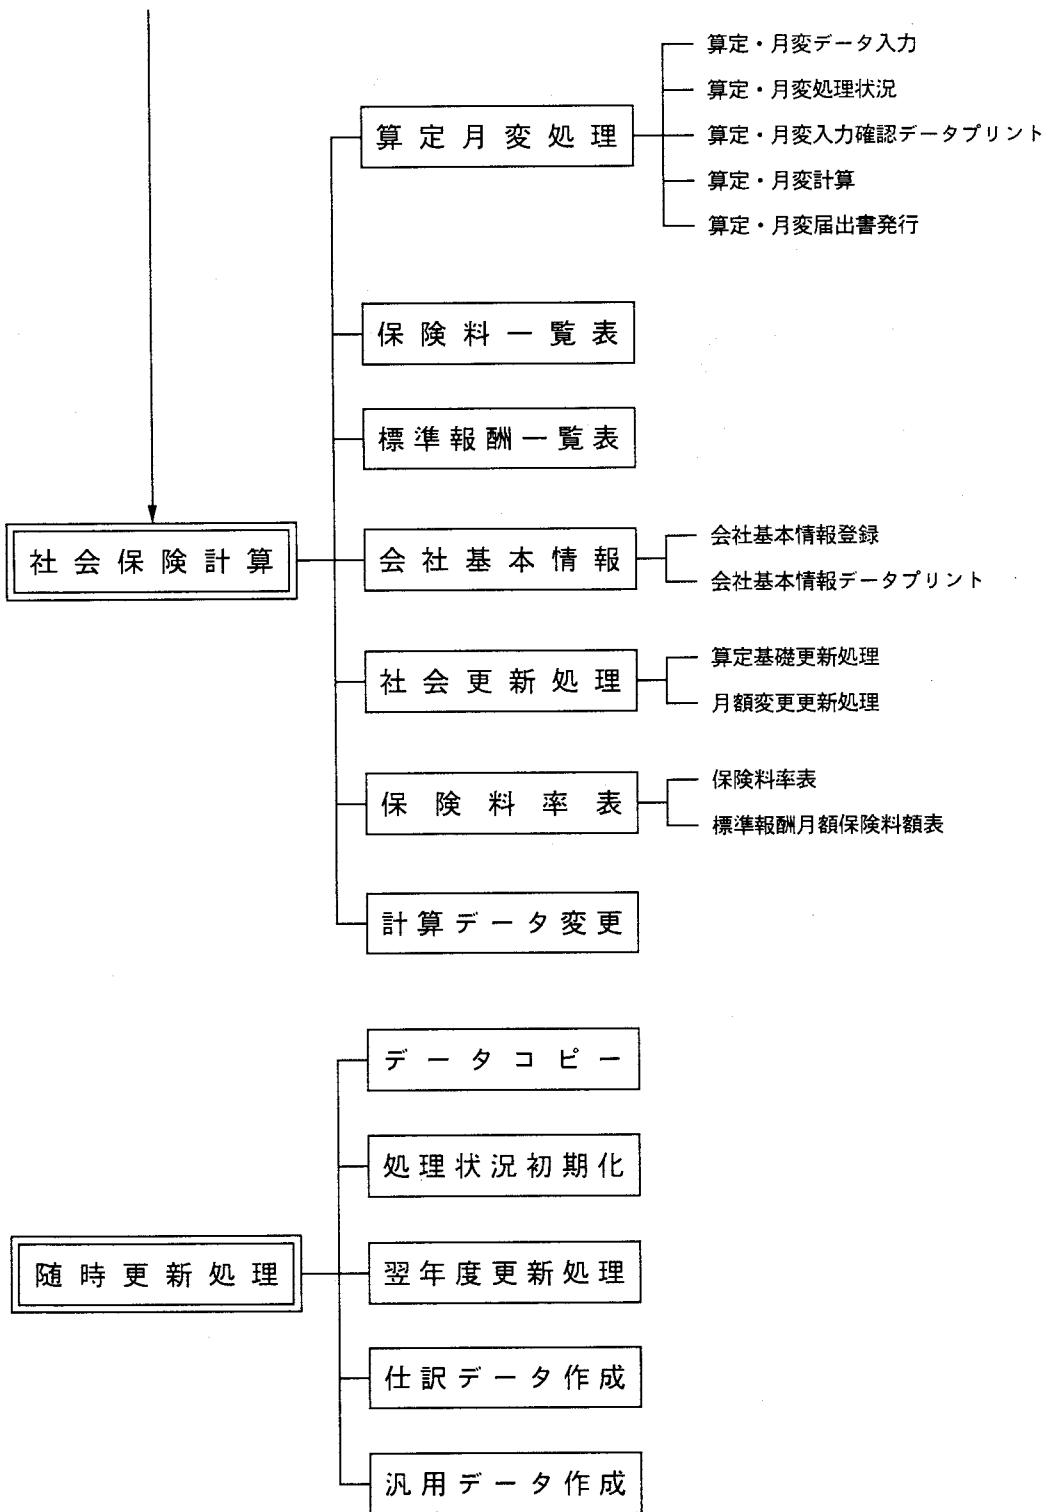 算定月変処理
算定・月変データ入力
算定・月変処理状況
算定・月変入力確認データプリント
算定・月変計算
算定・月変届出書発行
保険料一覧表
標準報酬一覧表
社会保険計算
会社基本情報
会社基本情報登録
会社基本情報データプリント
社会更新処理
算定基礎更新処理
月額変更更新処理
保険料率表
保険料率表
標準報酬月額保険料額表
計算データ変更
データコピー
処理状況初期化
随時更新処理
翌年度更新処理
仕訳データ作成
汎用データ作成